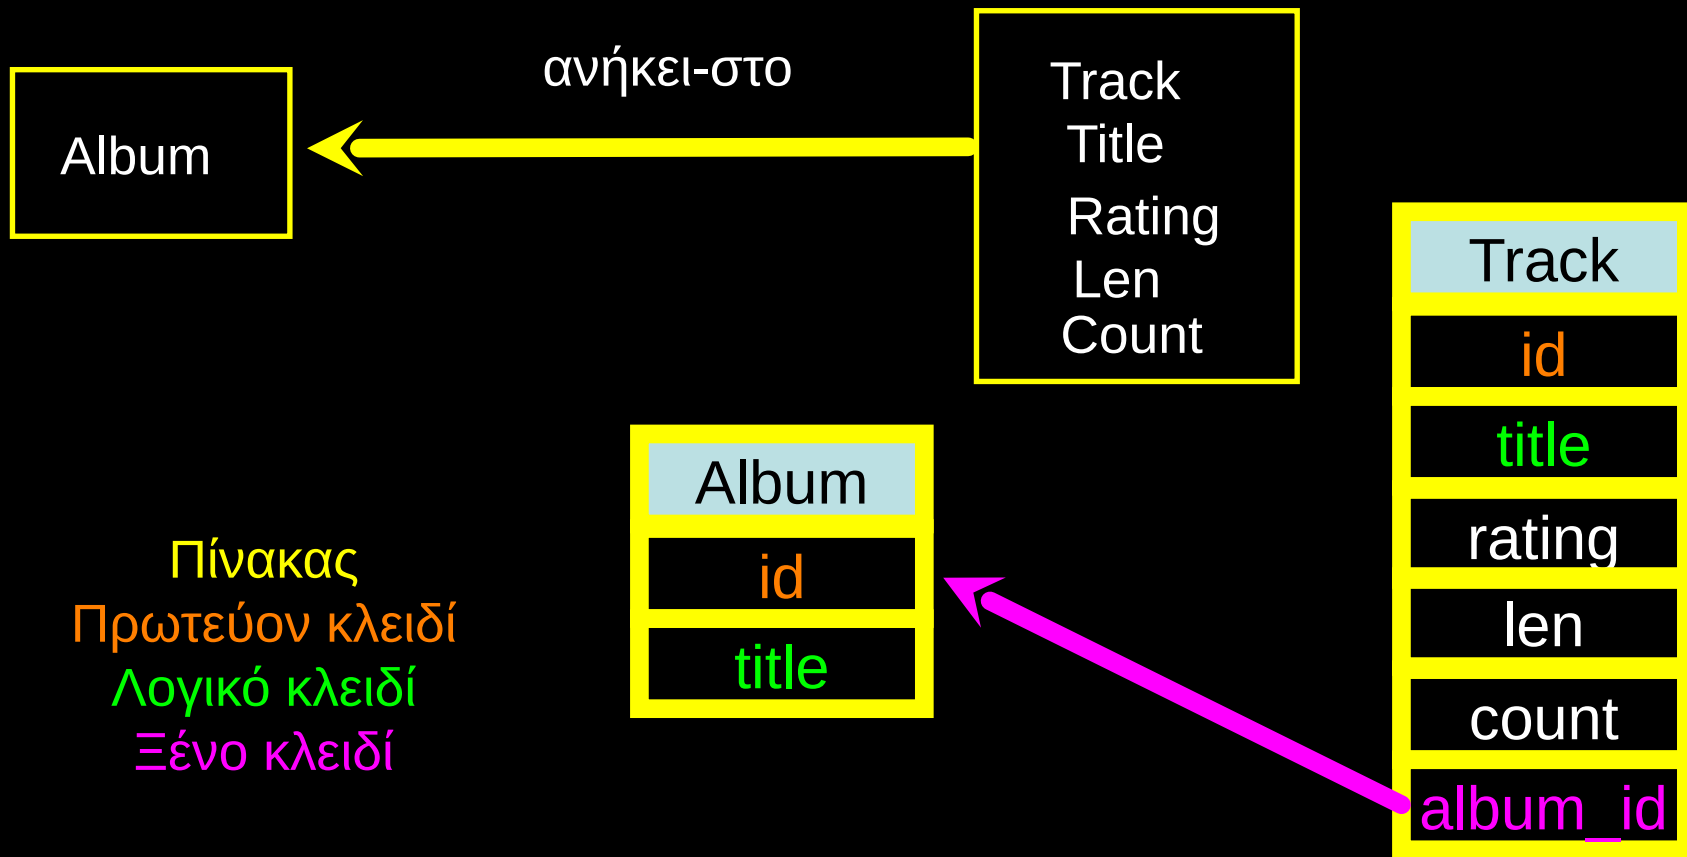 Album
ανήκει-στο
Track
Title
Rating
Len
Count
Album
id
title
Πίνακας
Πρωτεύον κλειδί
Λογικό κλειδί
Ξένο κλειδί
Track
id
title
rating
len
count
album_id